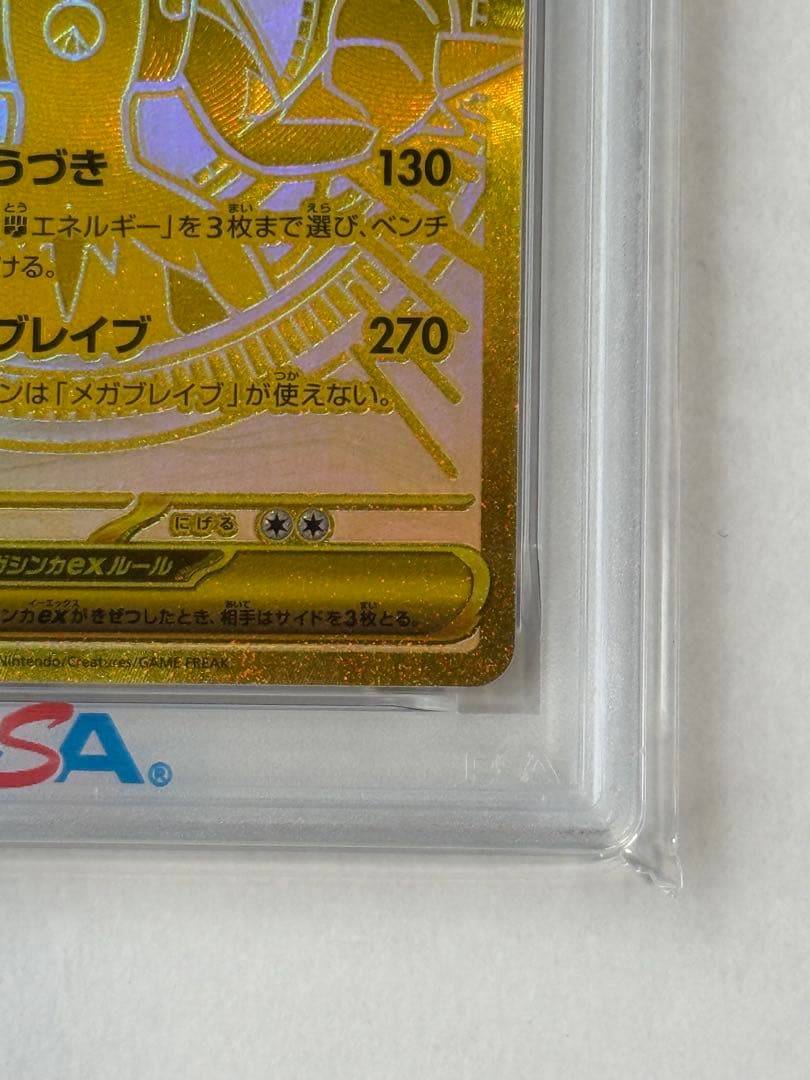 うづき 130
エネルギー」を3枚まで選び、ベンチ
ける。
ブレイブ 270
ンは「メガブレイブ」が使えない。
にげる
ガシンカexルール
ンカexがきぜつしたとき、相手はサイドを3枚とる。
Nintendo/Creatures/GAME FREAK
SA®